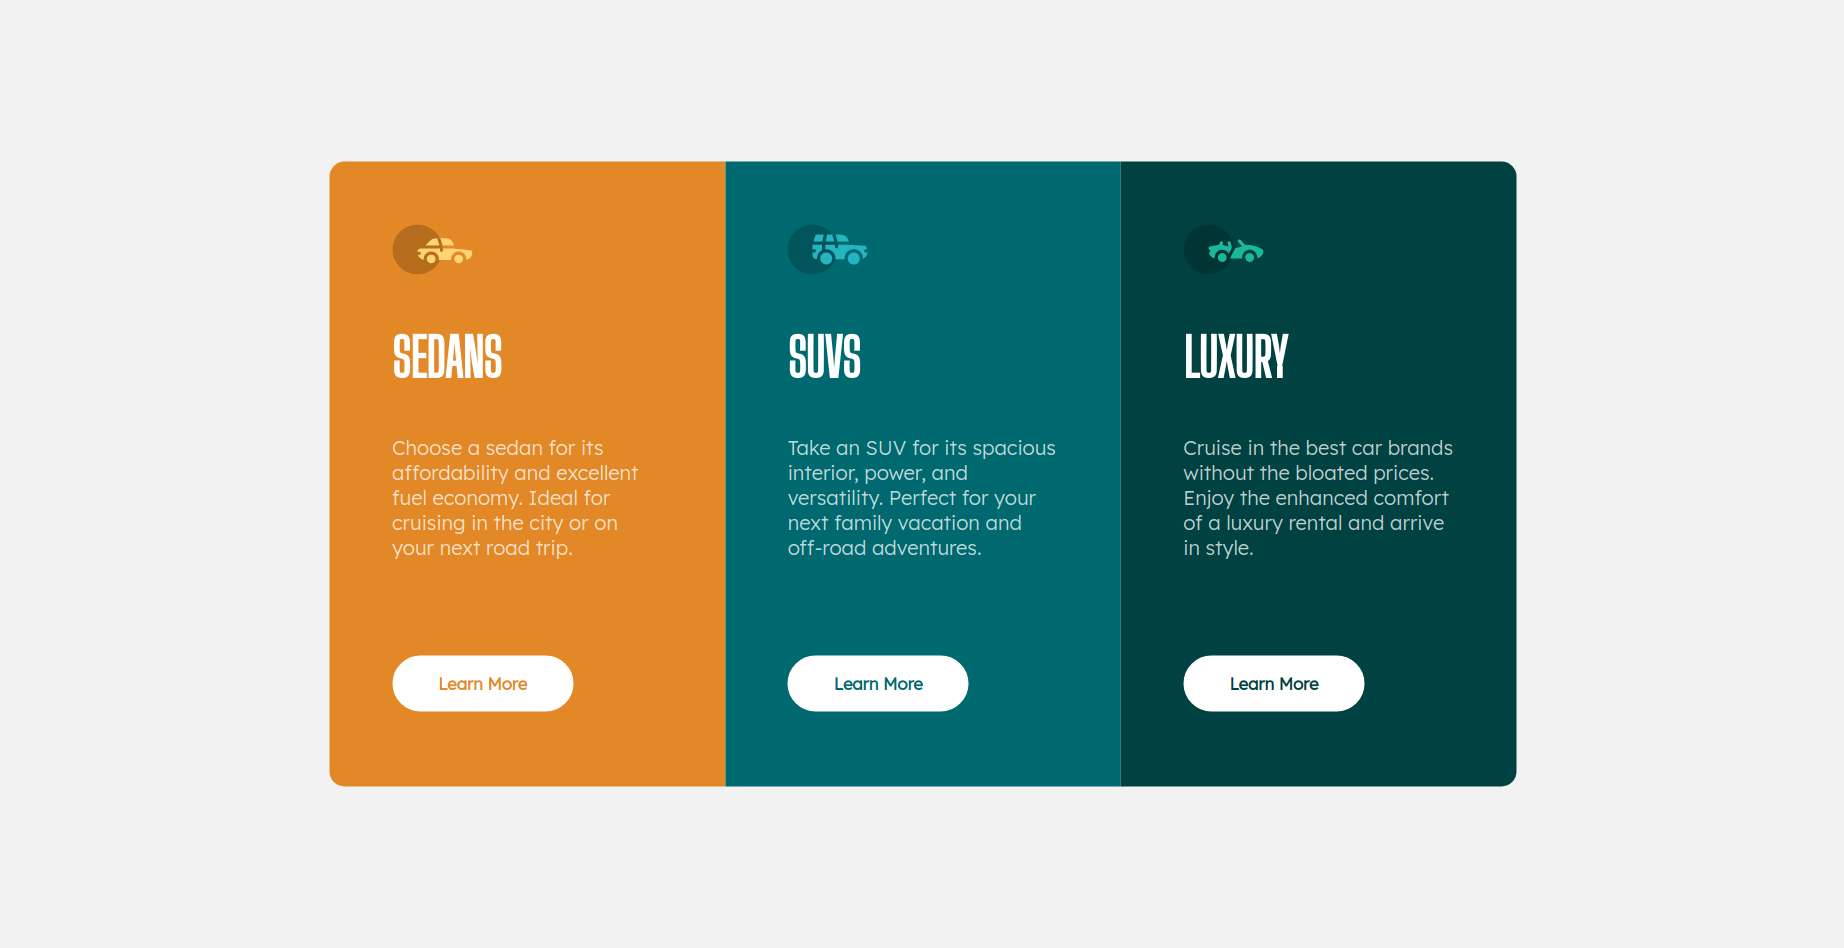 SEDANS
Choose a sedan for its
affordability and excellent
fuel economy. Ideal for
cruising in the city or on
your next road trip.
Learn More
SUVS
Take an SUV for its spacious
interior, power, and
versatility. Perfect for your
next family vacation and
off-road adventures.
Learn More
LUXURY
Cruise in the best car brands
without the bloated prices.
Enjoy the enhanced comfort
of a luxury rental and arrive
in style.
Learn More